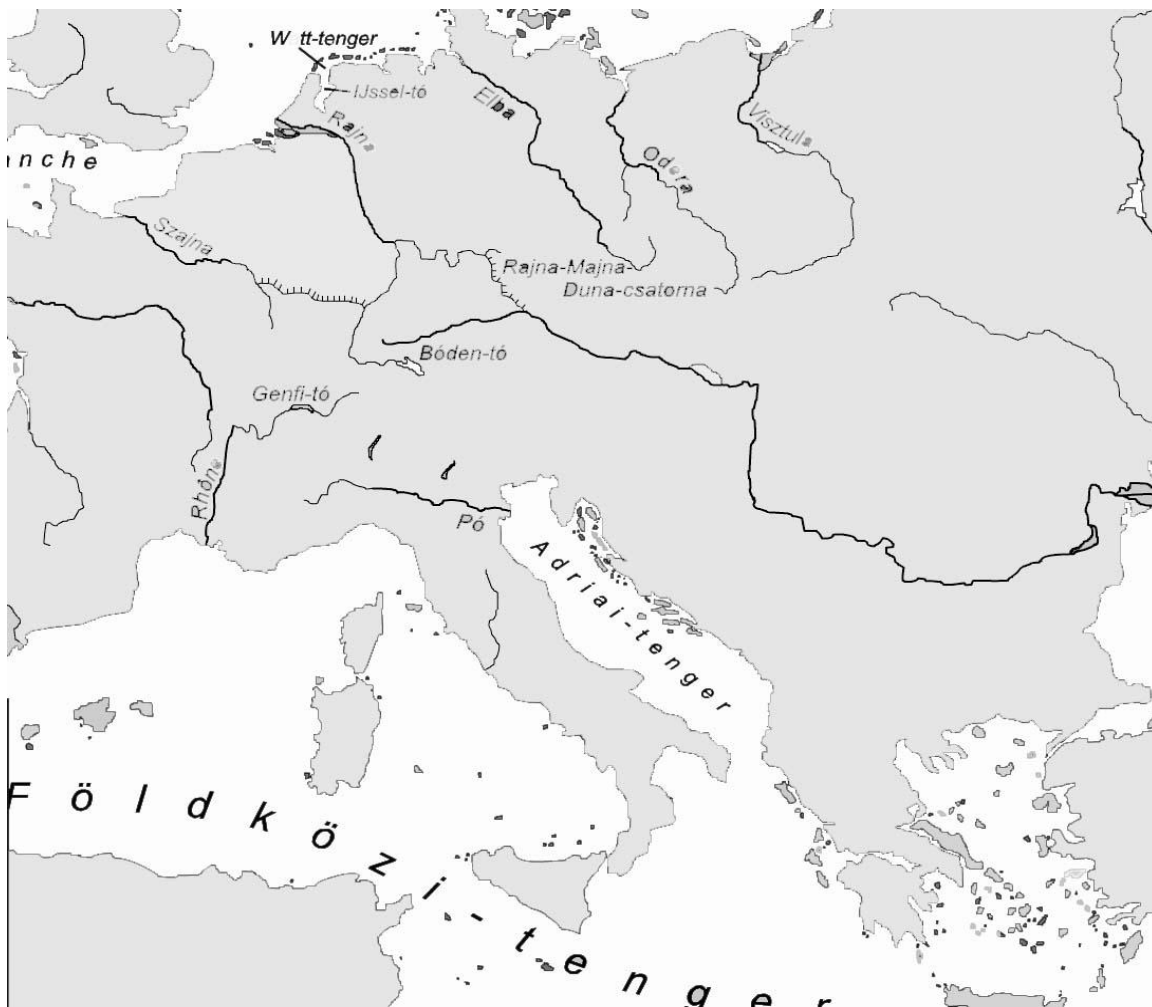 W tt-tenger
IJssel-tó
Elba
Rajna
Visztula
anche
Odera
Szajna
Rajna-Majna-
Duna-csatorna
Bóden-tó
Genfi-tó
Rhône
Pó
Adriai-tenger
Földközi-tenger